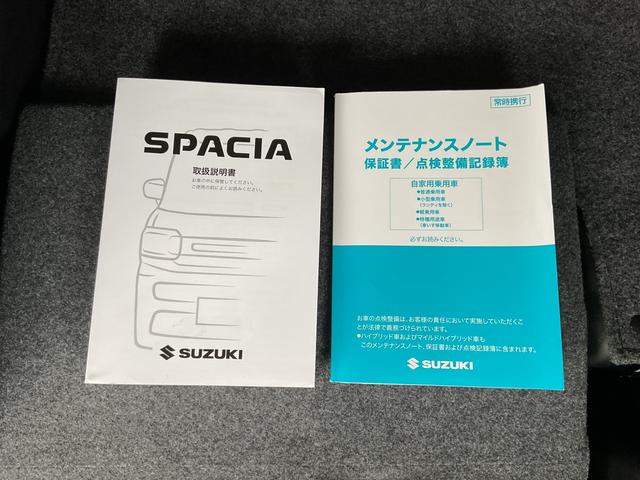 SPACIA
取扱説明書
お車の中に保管してください。
ご使用の前によくお読みください。
SUZUKI
常時携行
メンテナンスノート
保証書/点検整備記録簿
自家用乗用車
●普通乗用車
●小型乗用車
(ランディを除く)
●軽乗用車
●特種用途車
(車いす移動車)
必ずお読みください。
お車の点検整備は、お客様の責任において実施していただくこ
とが法律で義務づけられています。
●ハイブリッド車およびマイルドハイブリッド車も
このメンテナンスノート、保証書および点検記録簿に含まれます。
SUZUKI